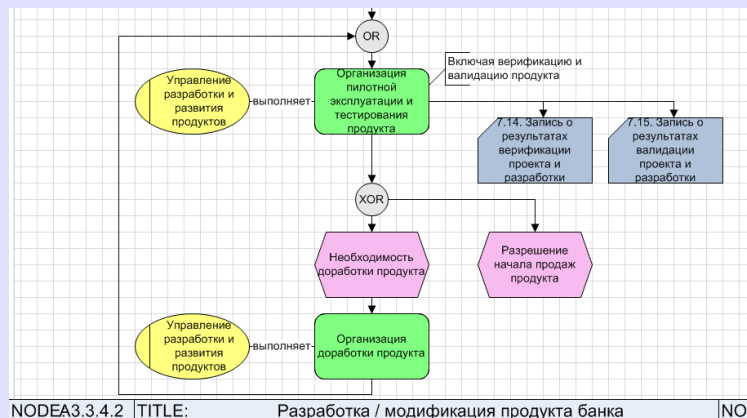 OR
Включая верификацию и
валидацию продукта
Управление
разработки и
развития
продуктов
выполняет
Организация
пилотной
эксплуатации и
тестирования
продукта
7.14. Запись о
результатах
верификации
проекта и
разработки
7.15. Запись о
результатах
валидации
проекта и
разработки
XOR
Необходимость
доработки продукта
Разрешение
начала продаж
продукта
Управление
разработки и
развития
продуктов
выполняет
Организация
доработки продукта
NODEA3.3.4.2 TITLE: Разработка / модификация продукта банка NO